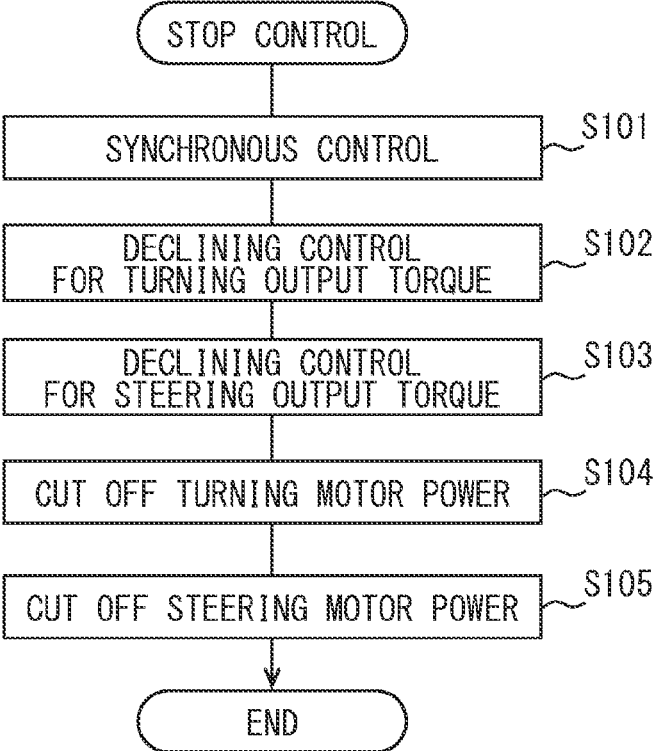 STOP CONTROL
SYNCHRONOUS CONTROL
S101
DECLINING CONTROL
FOR TURNING OUTPUT TORQUE
S102
DECLINING CONTROL
FOR STEERING OUTPUT TORQUE
S103
CUT OFF TURNING MOTOR POWER
S104
CUT OFF STEERING MOTOR POWER
S105
END